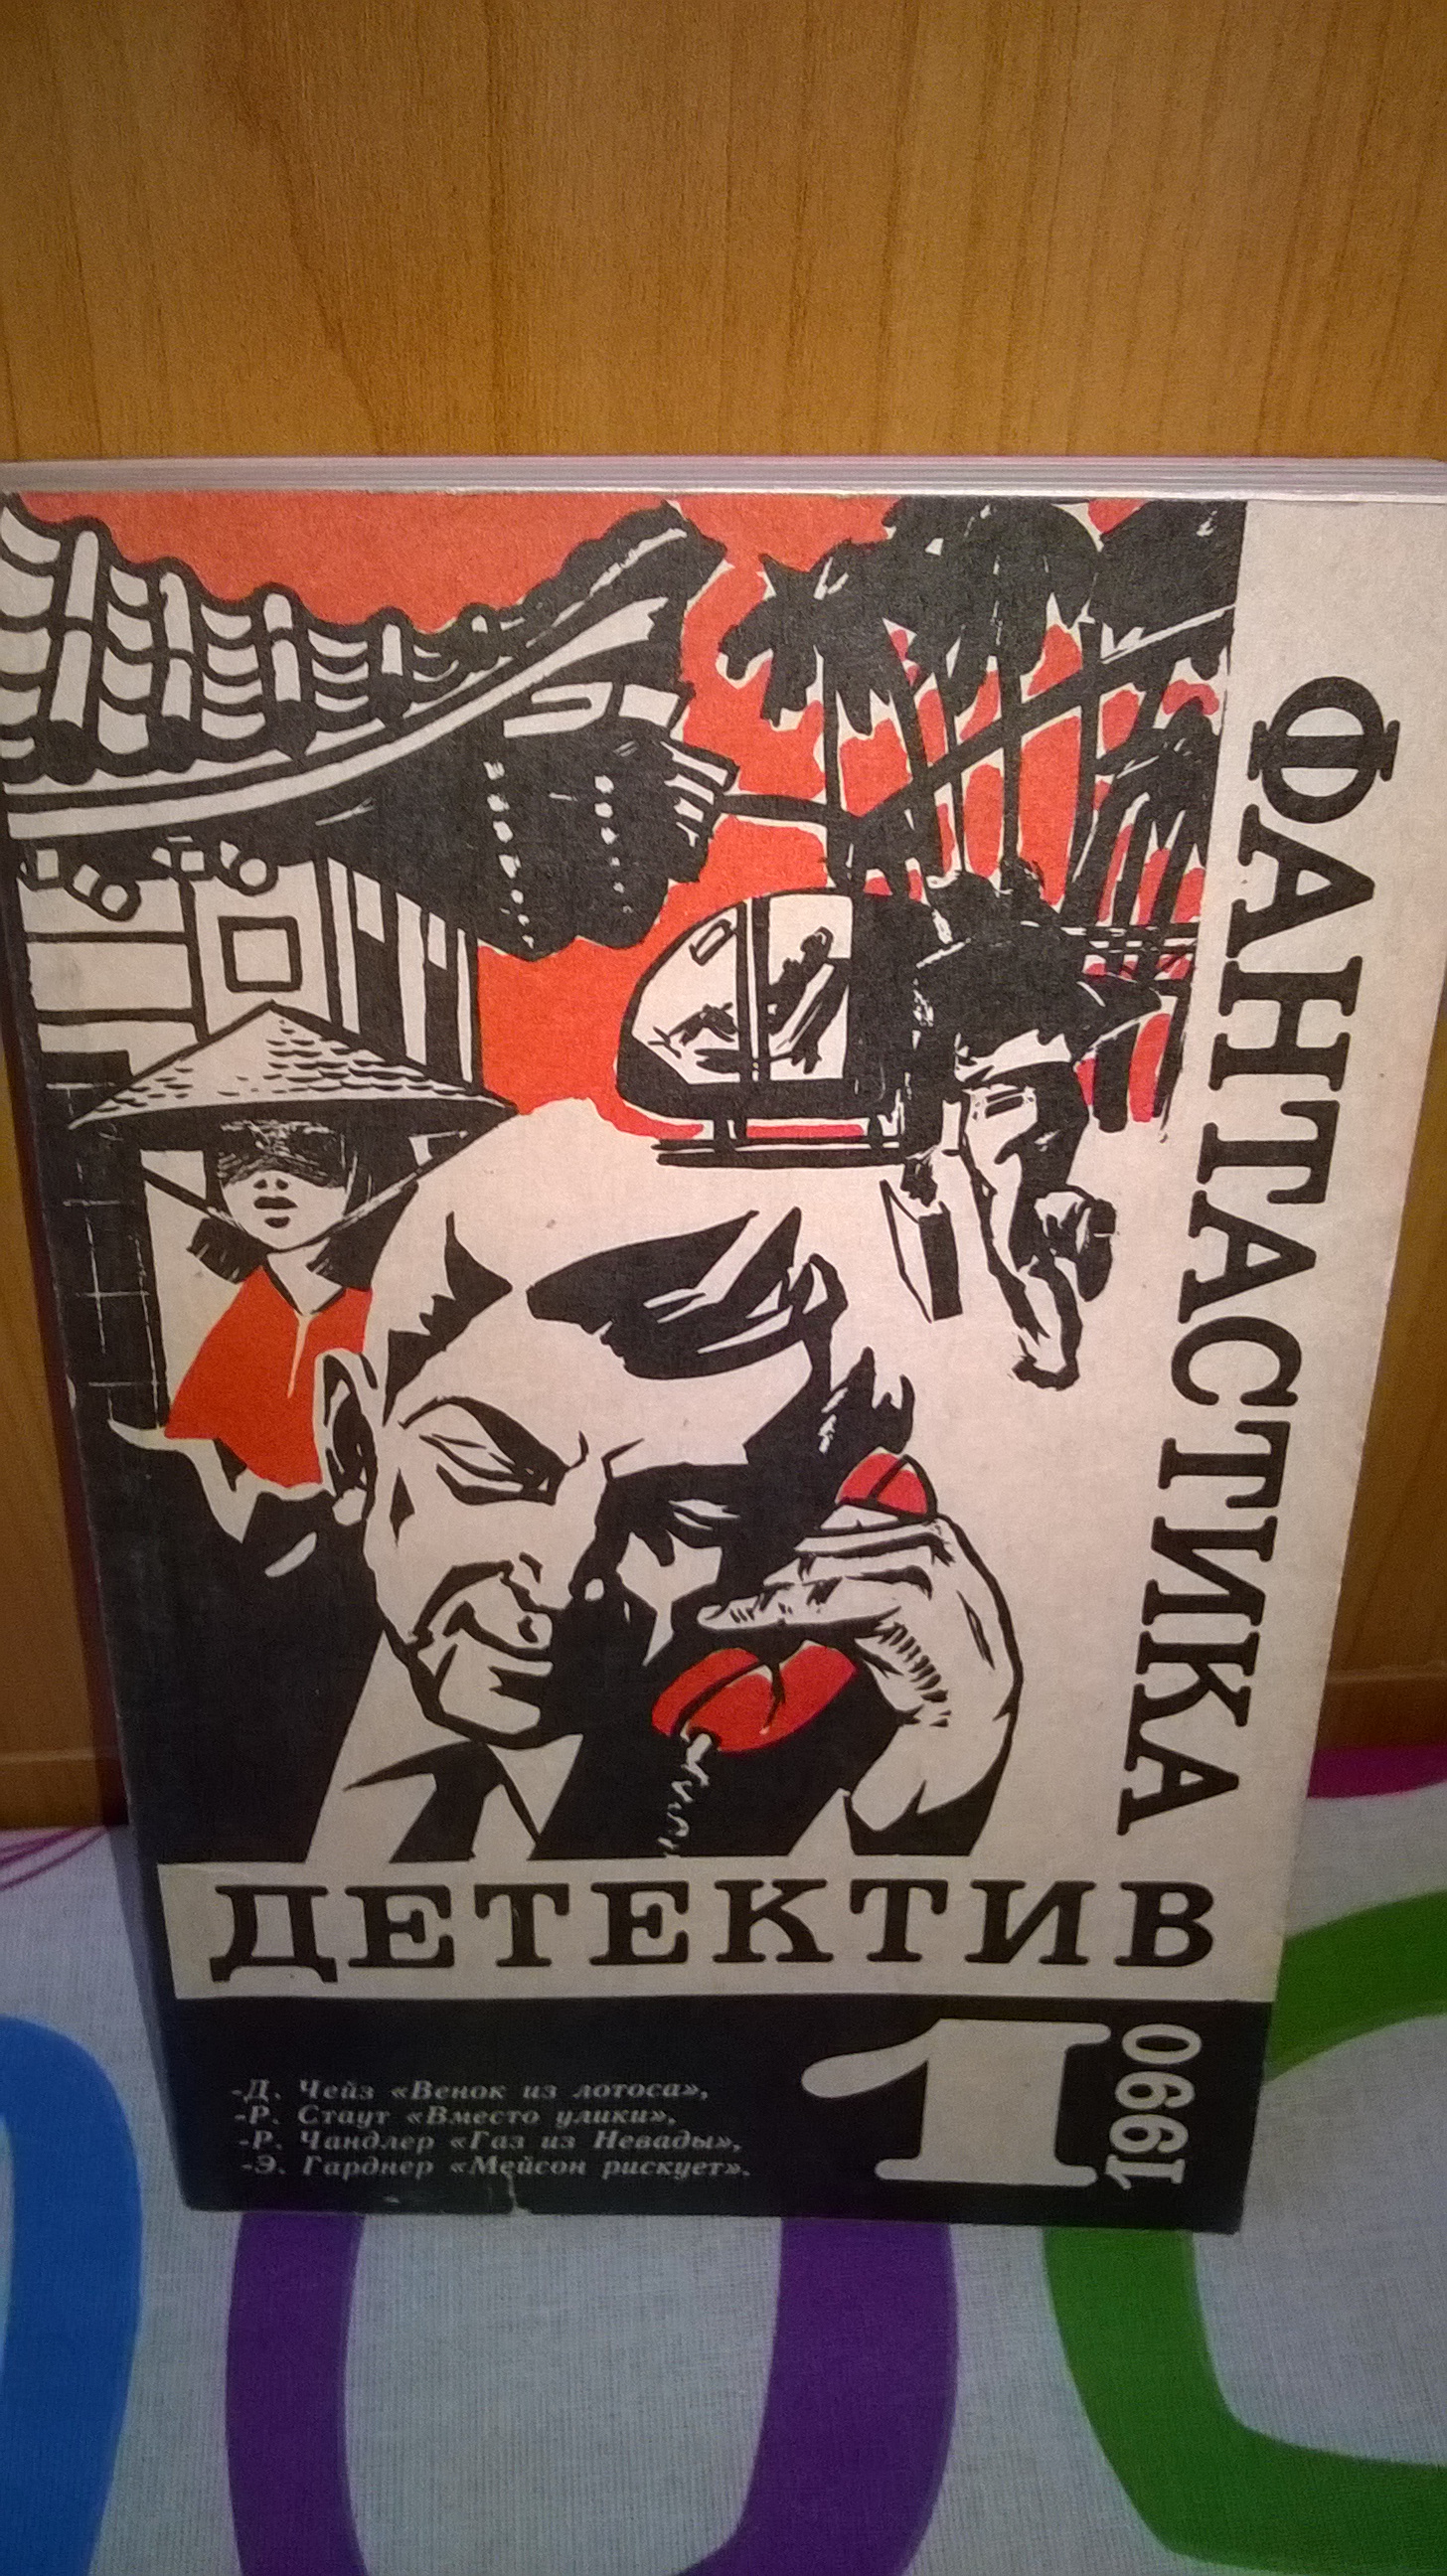 ФАНТАСТИКА
ДЕТЕКТИВ
-Д. Чейз «Венок из лотоса»,
-Р. Стаут «Вместо улики»,
-Р. Чандлер «Газ из Невады»,
-Э. Гарднер «Мейсон рискует».
1
1990